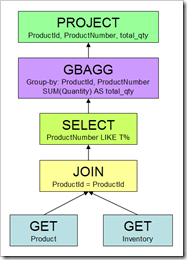 PROJECT
ProductId, ProductNumber, total_qty
GBAGG
Group-by: ProductId, ProductNumber
SUM(Quantity) AS total_qty
SELECT
ProductNumber LIKE T%
JOIN
ProductId = ProductId
GET
Product
GET
Inventory